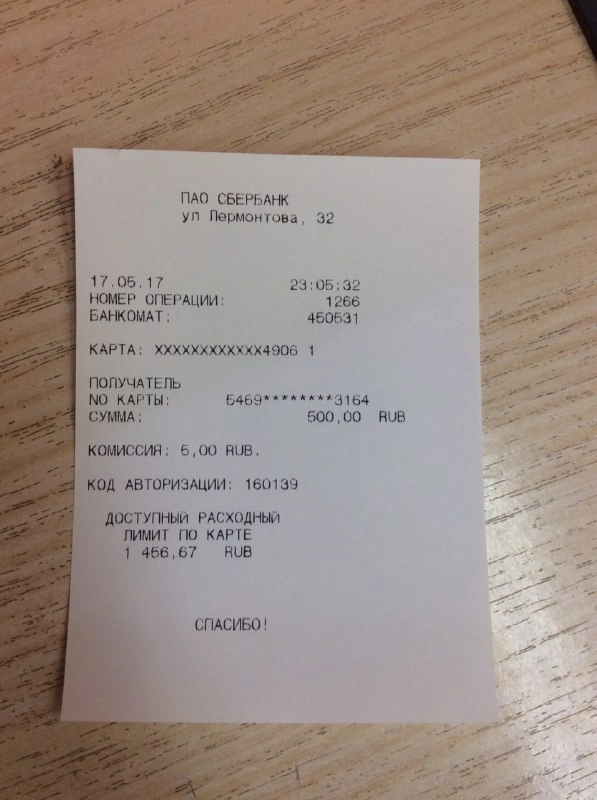 ПАО СБЕРБАНК
ул Лермонтова, 32
17.05.17 23:05:32
НОМЕР ОПЕРАЦИИ: 1266
БАНКОМАТ: 450531
КАРТА: XXXXXXXXXXXX4906 1
ПОЛУЧАТЕЛЬ
NO КАРТЫ: 5469********3164
СУММА: 500,00 RUB
КОМИССИЯ: 5,00 RUB.
КОД АВТОРИЗАЦИИ: 160139
ДОСТУПНЫЙ РАСХОДНЫЙ
ЛИМИТ ПО КАРТЕ
1 456,67 RUB
СПАСИБО!